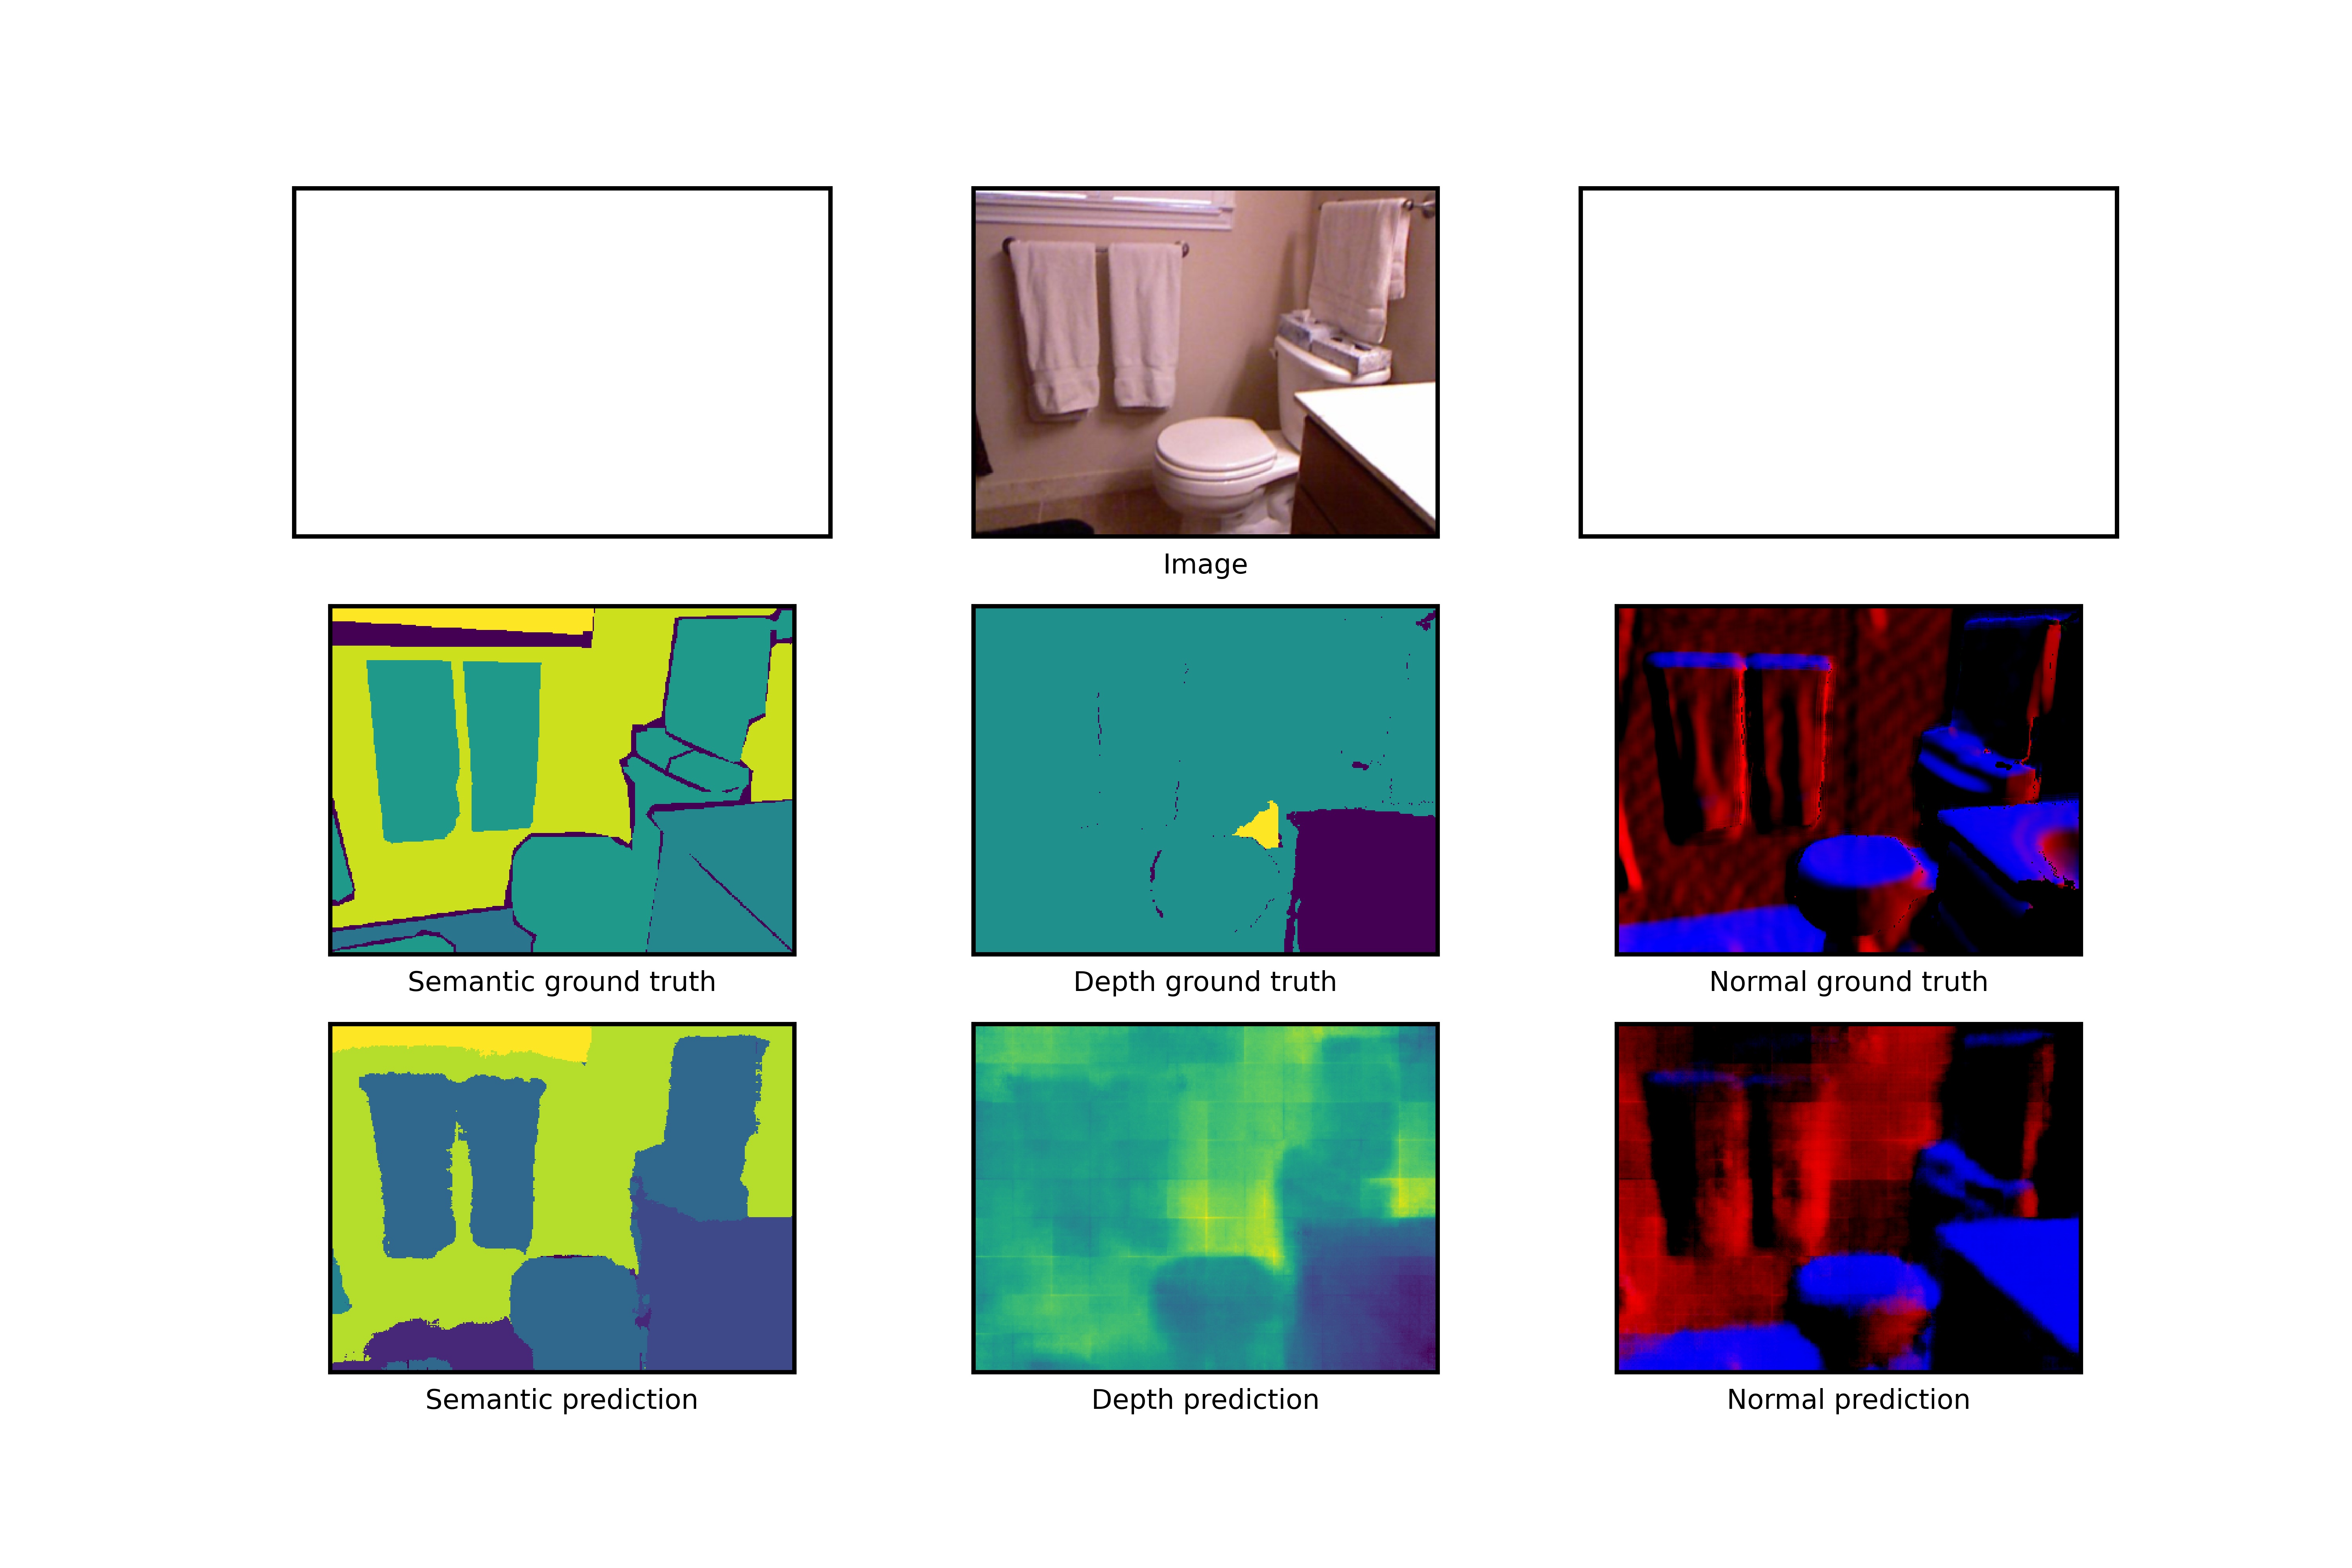 Image
Semantic ground truth
Depth ground truth
Normal ground truth
Semantic prediction
Depth prediction
Normal prediction